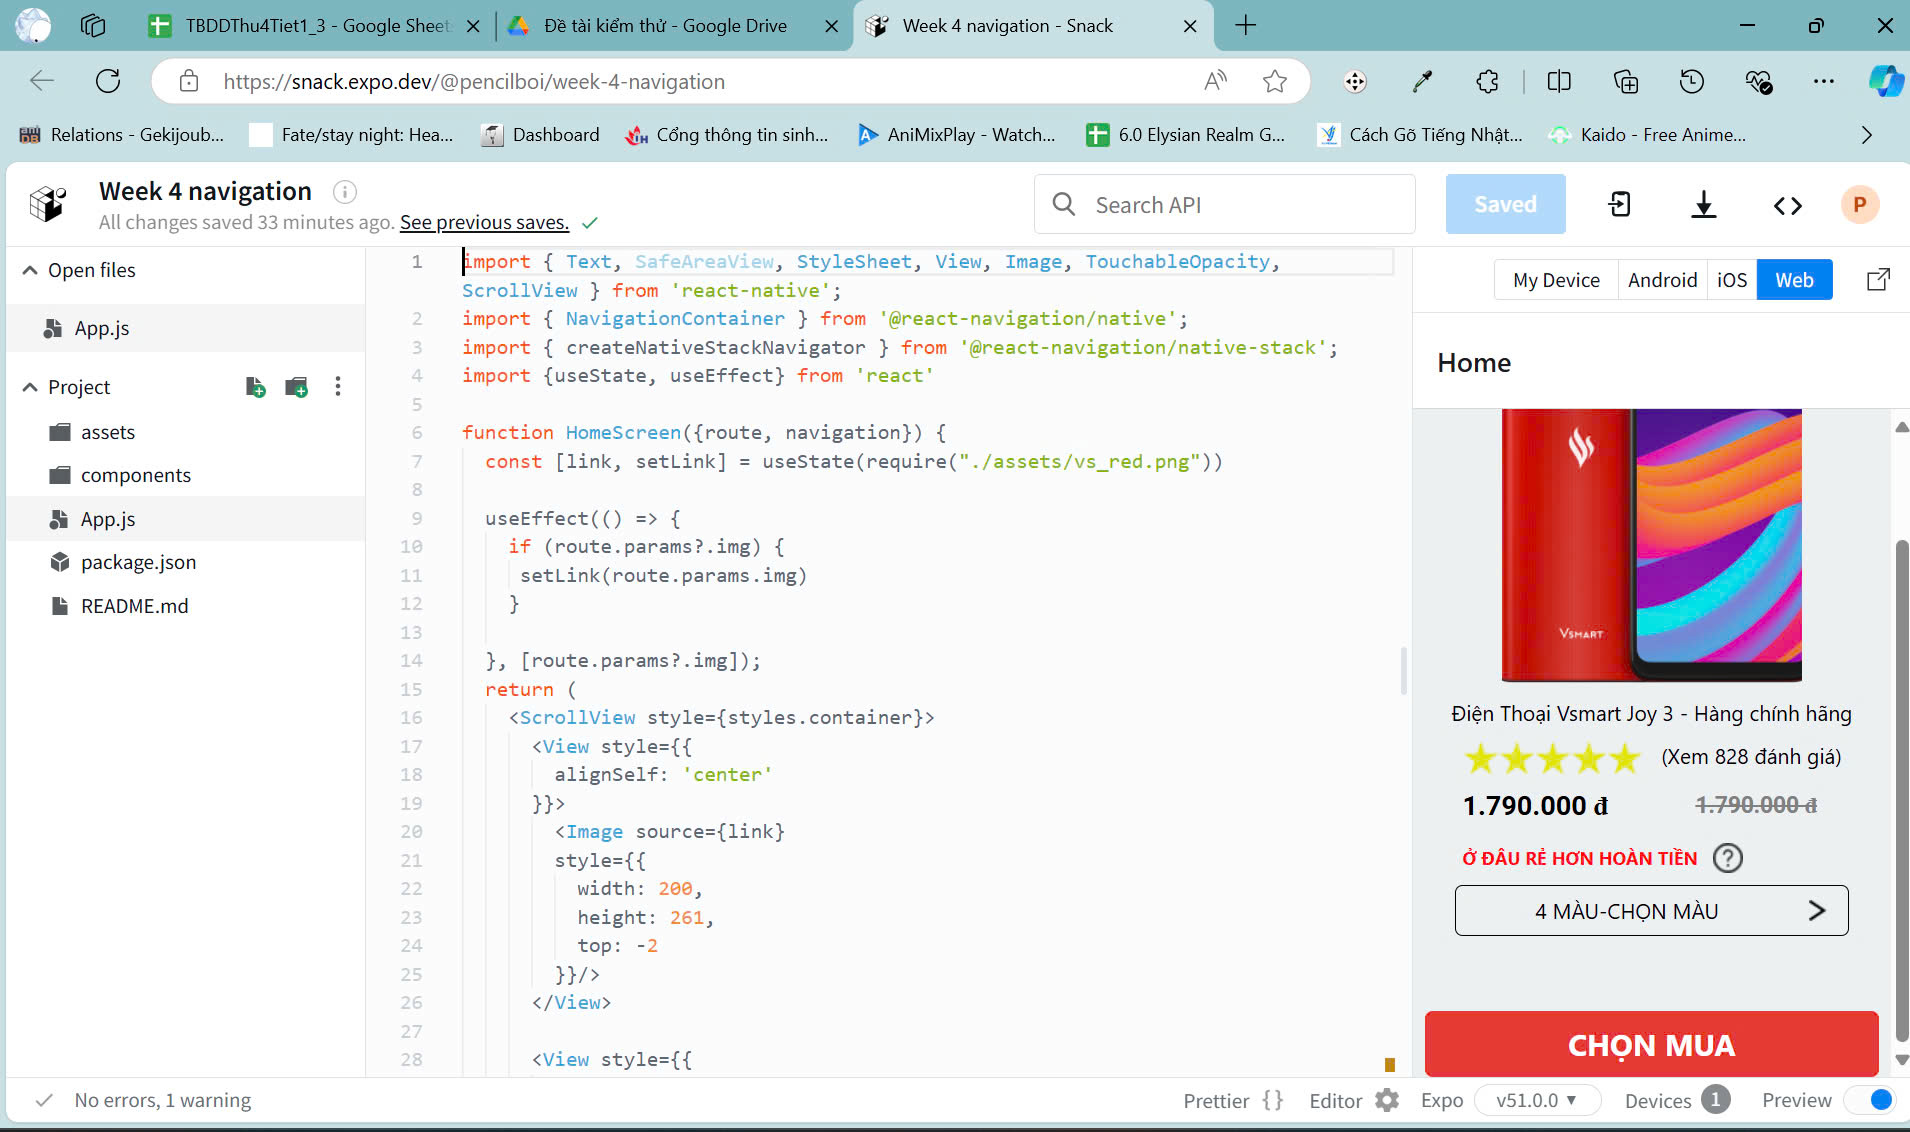 TBDDThu4Tiet1_3 - Google Sheet
Đề tài kiểm thử - Google Drive
Week 4 navigation - Snack
https://snack.expo.dev/@pencilboi/week-4-navigation
Relations - Gekijoub...
Fate/stay night: Hea...
Dashboard
Cổng thông tin sinh...
AniMixPlay - Watch...
6.0 Elysian Realm G...
Cách Gõ Tiếng Nhật...
Kaido - Free Anime...
Week 4 navigation
All changes saved 33 minutes ago. See previous saves.
Search API
Saved
P
Open files
App.js
Project
assets
components
App.js
package.json
README.md
1 import { Text, SafeAreaView, StyleSheet, View, Image, TouchableOpacity,
ScrollView } from 'react-native';
2 import { NavigationContainer } from '@react-navigation/native';
3 import { createNativeStackNavigator } from '@react-navigation/native-stack';
4 import {useState, useEffect} from 'react'
5
6 function HomeScreen({route, navigation}) {
7 const [link, setLink] = useState(require("./assets/vs_red.png"))
8
9 useEffect(() => {
10 if (route.params?.img) {
11 setLink(route.params.img)
12 }
13
14 }, [route.params?.img]);
15 return (
16 <ScrollView style={styles.container}>
17 <View style={{
18 alignSelf: 'center'
19 }}>
20 <Image source={link}
21 style={{
22 width: 200,
23 height: 261,
24 top: -2
25 }}/>
26 </View>
27
28 <View style={{
My Device
Android
iOS
Web
Home
VSMART
Điện Thoại Vsmart Joy 3 - Hàng chính hãng
(Xem 828 đánh giá)
1.790.000 đ
1.790.000 đ
Ở ĐÂU RẺ HƠN HOÀN TIỀN
4 MÀU-CHỌN MÀU
CHỌN MUA
No errors, 1 warning
Prettier {}
Editor
Expo
v51.0.0
Devices 1
Preview